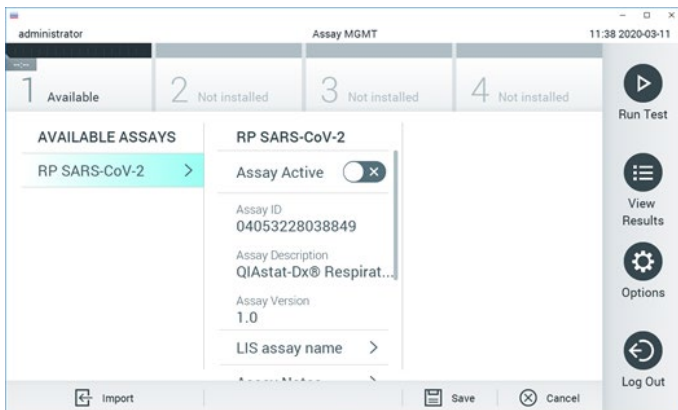 administrator Assay MGMT 11:38 2020-03-11
1 Available 2 Not installed 3 Not installed 4 Not installed
Run Test
AVAILABLE ASSAYS
RP SARS-CoV-2
RP SARS-CoV-2
Assay Active
Assay ID
04053228038849
Assay Description
QIAstat-Dx® Respirat...
Assay Version
1.0
LIS assay name
View
Results
Options
Log Out
Import
Save
Cancel